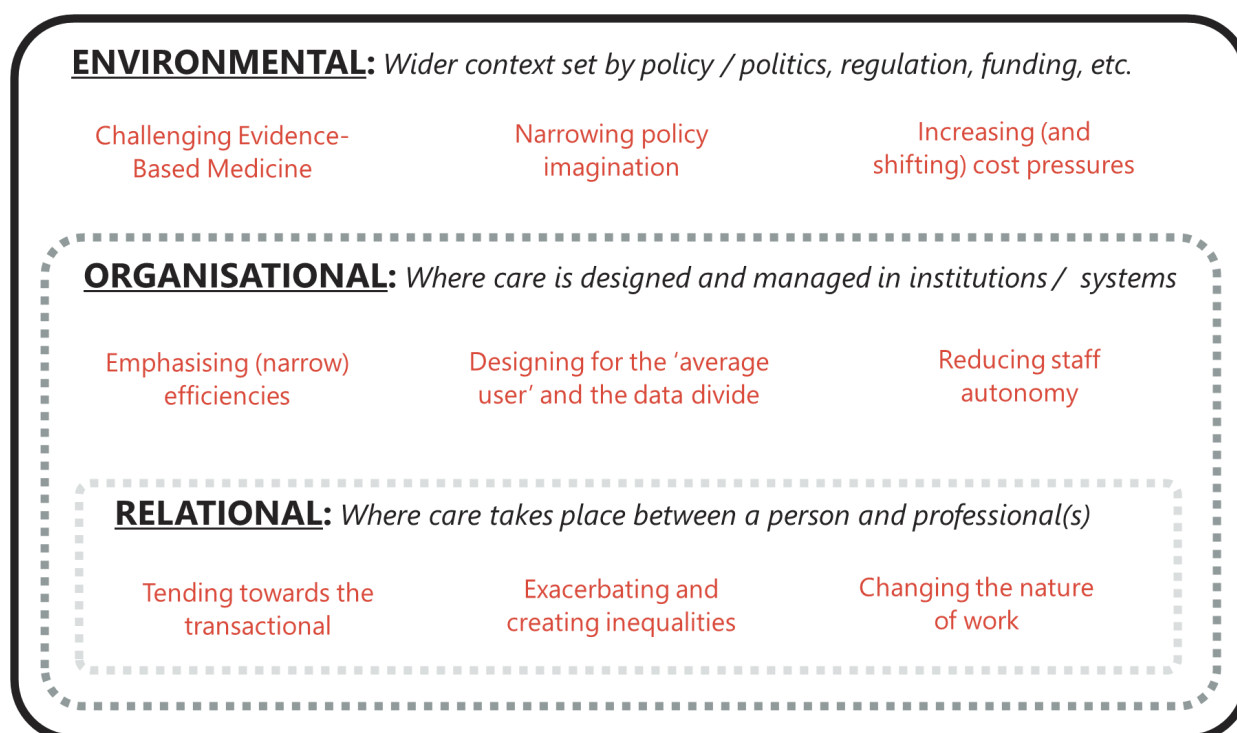 ENVIRONMENTAL: Wider context set by policy / politics, regulation, funding, etc.
Challenging Evidence-
Based Medicine
Narrowing policy
imagination
Increasing (and
shifting) cost pressures
ORGANISATIONAL: Where care is designed and managed in institutions / systems
Emphasising (narrow)
efficiencies
Designing for the ‘average
user’ and the data divide
Reducing staff
autonomy
RELATIONAL: Where care takes place between a person and professional(s)
Tending towards the
transactional
Exacerbating and
creating inequalities
Changing the nature
of work